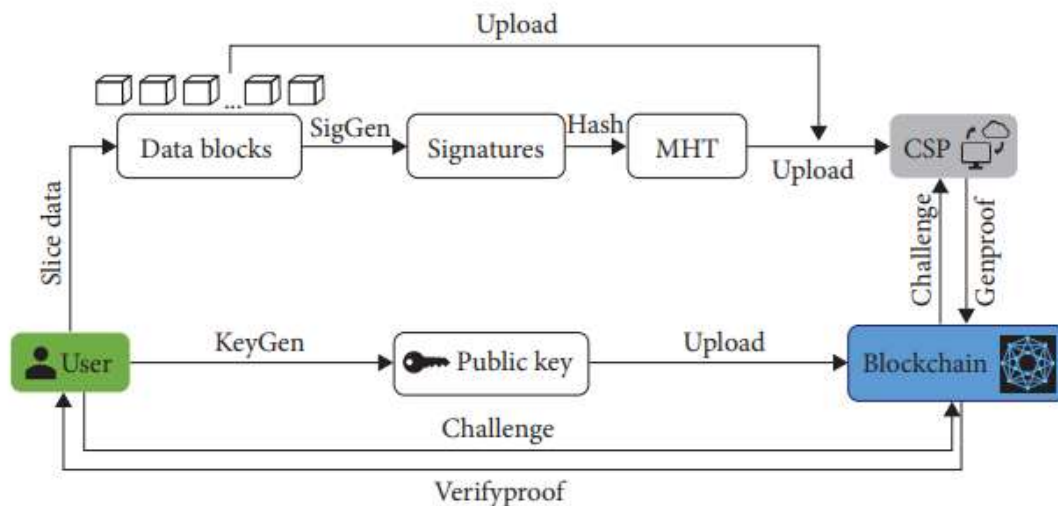 Upload
...
Data blocks
SigGen
Signatures
Hash
MHT
Upload
CSP
Slice data
Challenge
Genproof
User
KeyGen
Public key
Upload
Blockchain
Challenge
Verifyproof